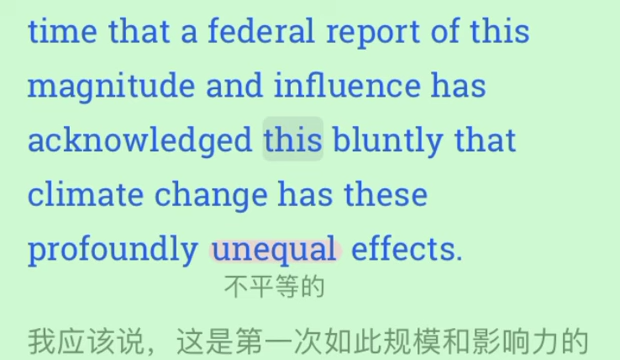 time that a federal report of this
magnitude and influence has
acknowledged this bluntly that
climate change has these
profoundly unequal effects.
不平等的
我应该说，这是第一次如此规模和影响力的